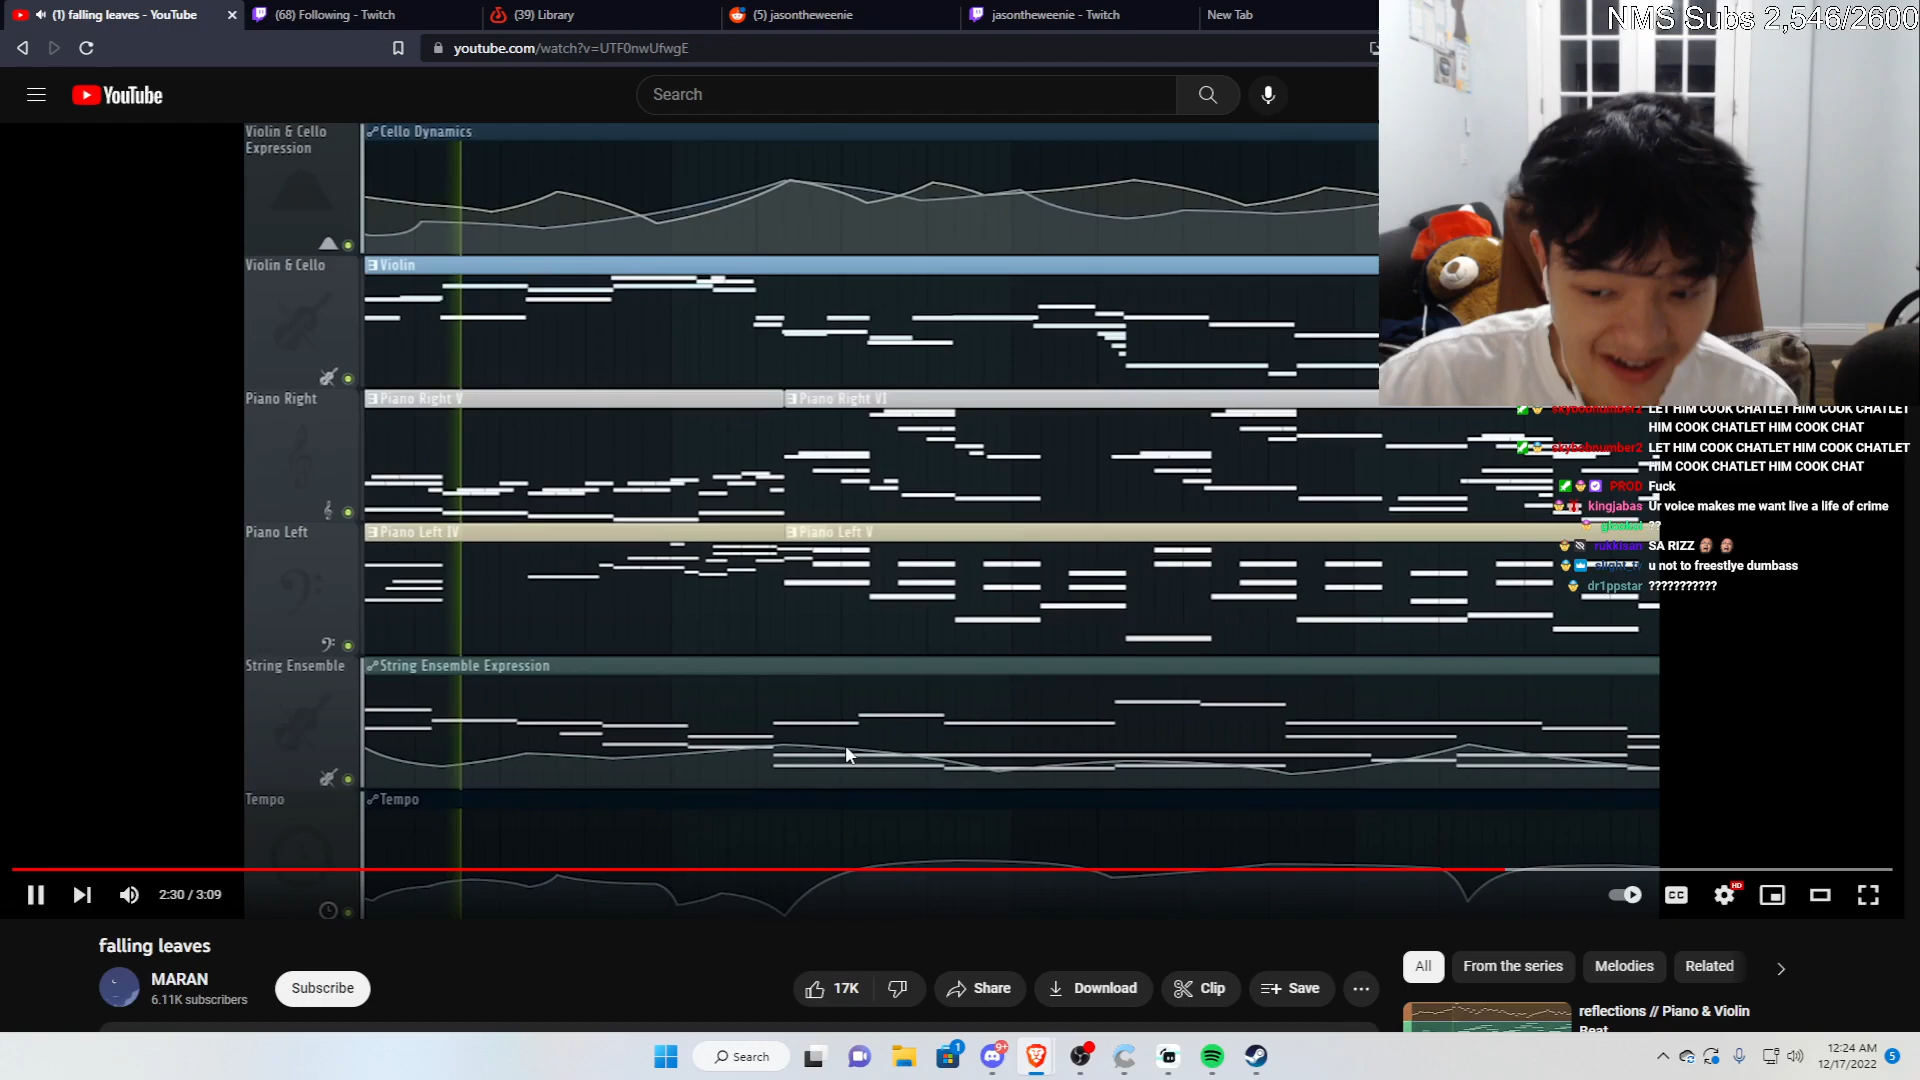 (1) falling leaves - YouTube
(68) Following - Twitch
(39) Library
(5) jasontheweenie
jasontheweenie - Twitch
New Tab
NMS Subs 2,546/2600
youtube.com/watch?v=UTF0nwUfwgE
YouTube
Search
Violin & Cello
Expression
Cello Dynamics
Violin & Cello
Violin
Piano Right
Piano Right V
Piano Right VI
skybobnumber2 LET HIM COOK CHATLET HIM COOK CHATLET
HIM COOK CHATLET HIM COOK CHAT
skybobnumber2 LET HIM COOK CHATLET HIM COOK CHATLET
HIM COOK CHATLET HIM COOK CHAT
PROD Fuck
kingjabas Ur voice makes me want live a life of crime
??
rukkisan SA RIZZ
u not to freestlye dumbass
dr1ppstar ???????????
Piano Left
Piano Left IV
Piano Left V
String Ensemble
String Ensemble Expression
Tempo
Tempo
2:30 / 3:09
CC
HD
falling leaves
MARAN
6.11K subscribers
Subscribe
17K
Share
Download
Clip
Save
All
From the series
Melodies
Related
reflections // Piano & Violin
Beat
Search
1
9+
12:24 AM
12/17/2022
5